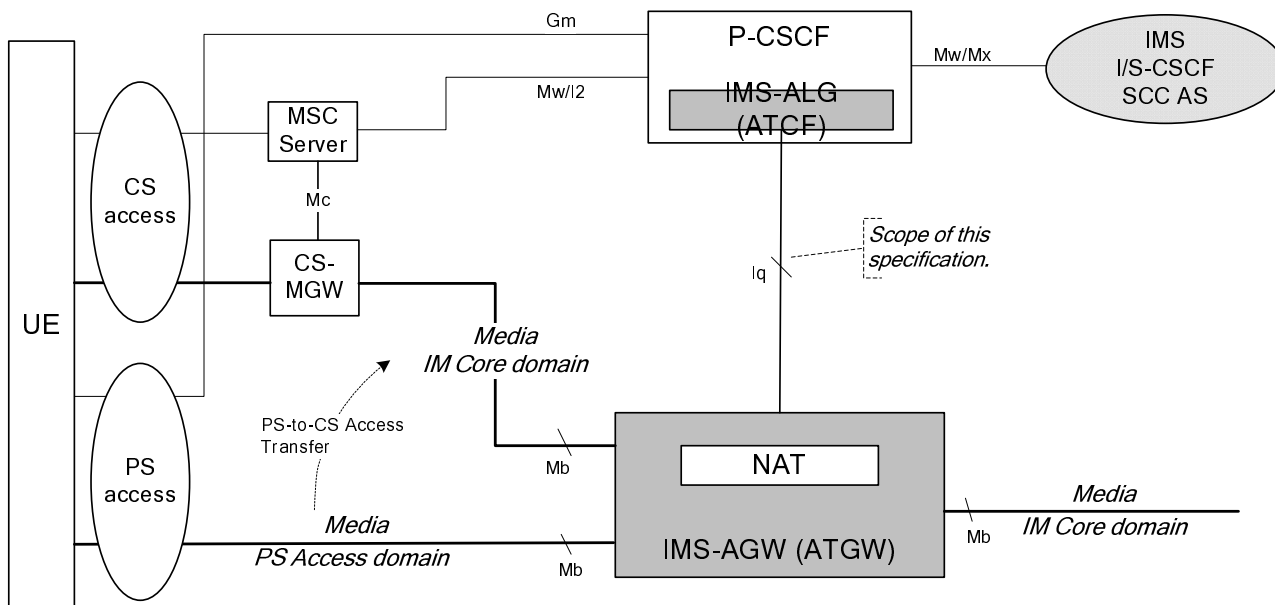 Gm
P-CSCF
IMS
I/S-CSCF
SCC AS
Mw/Mx
Mw/I2
IMS-ALG
(ATCF)
MSC
Server
CS
access
Mc
Scope of this
specification.
CS-
MGW
Iq
UE
Media
IM Core domain
PS-to-CS Access
Transfer
PS
access
Mb
NAT
Media
IM Core domain
Mb
Media
PS Access domain
Mb
IMS-AGW (ATGW)